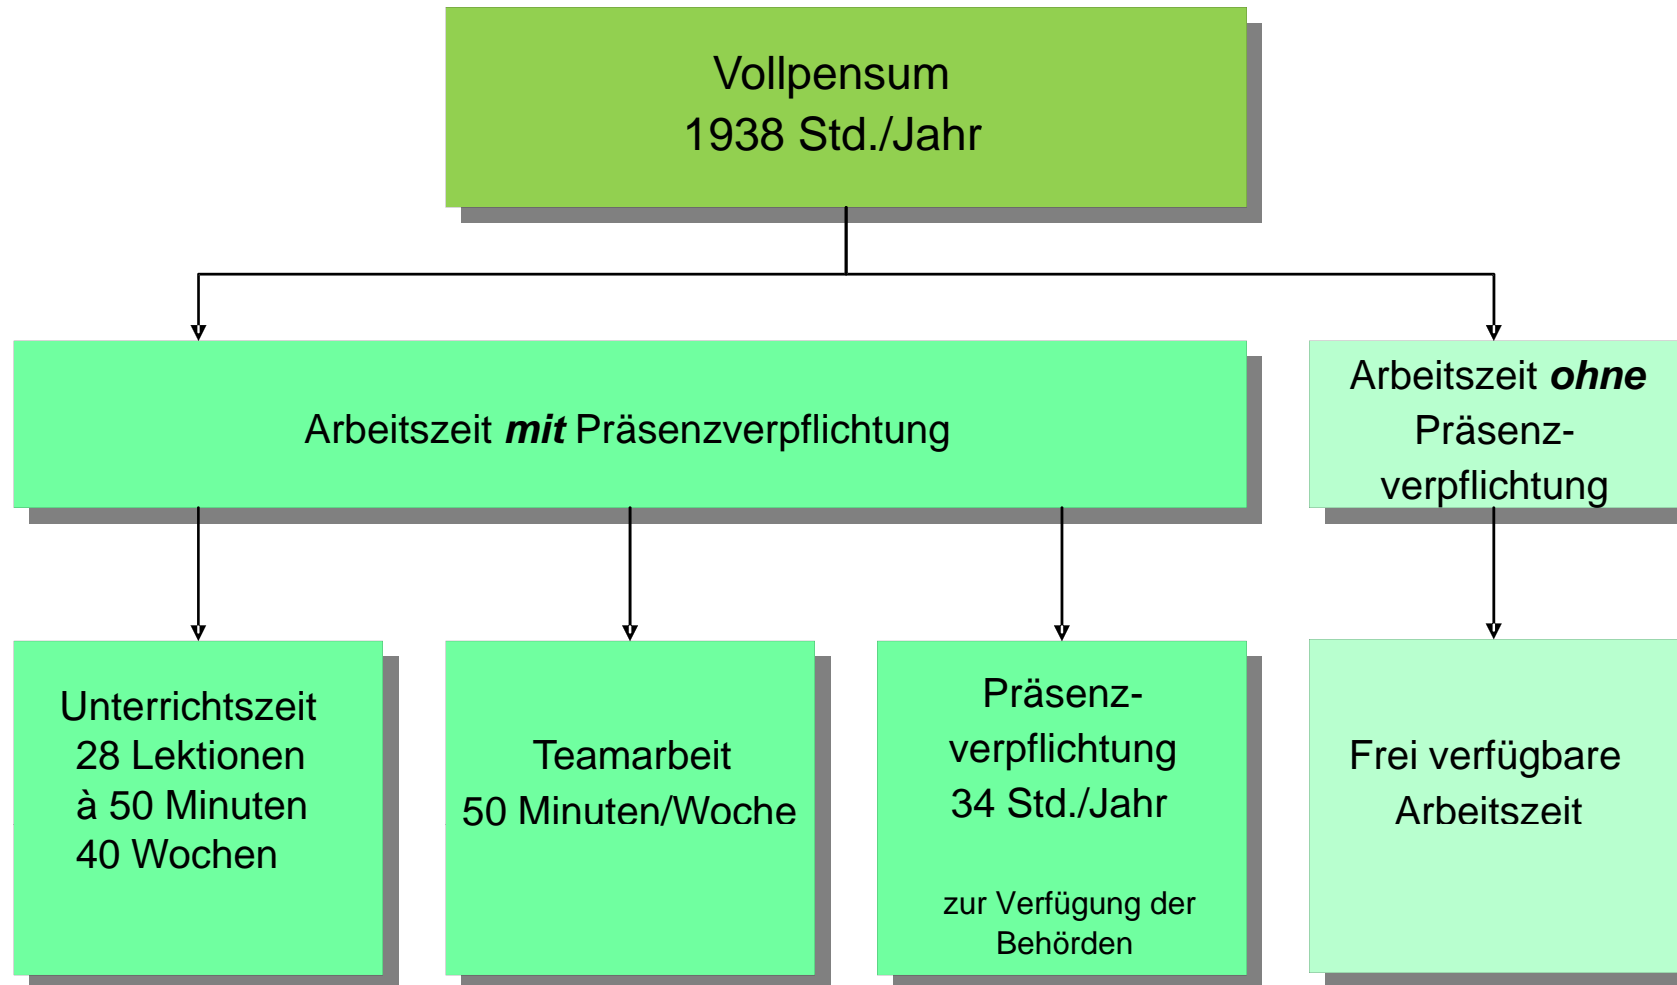 Vollpensum
1938 Std./Jahr
Arbeitszeit mit Präsenzverpflichtung
Arbeitszeit ohne
Präsenz-
verpflichtung
Unterrichtszeit
28 Lektionen
à 50 Minuten
40 Wochen
Teamarbeit
50 Minuten/Woche
Präsenz-
verpflichtung
34 Std./Jahr
zur Verfügung der
Behörden
Frei verfügbare
Arbeitszeit